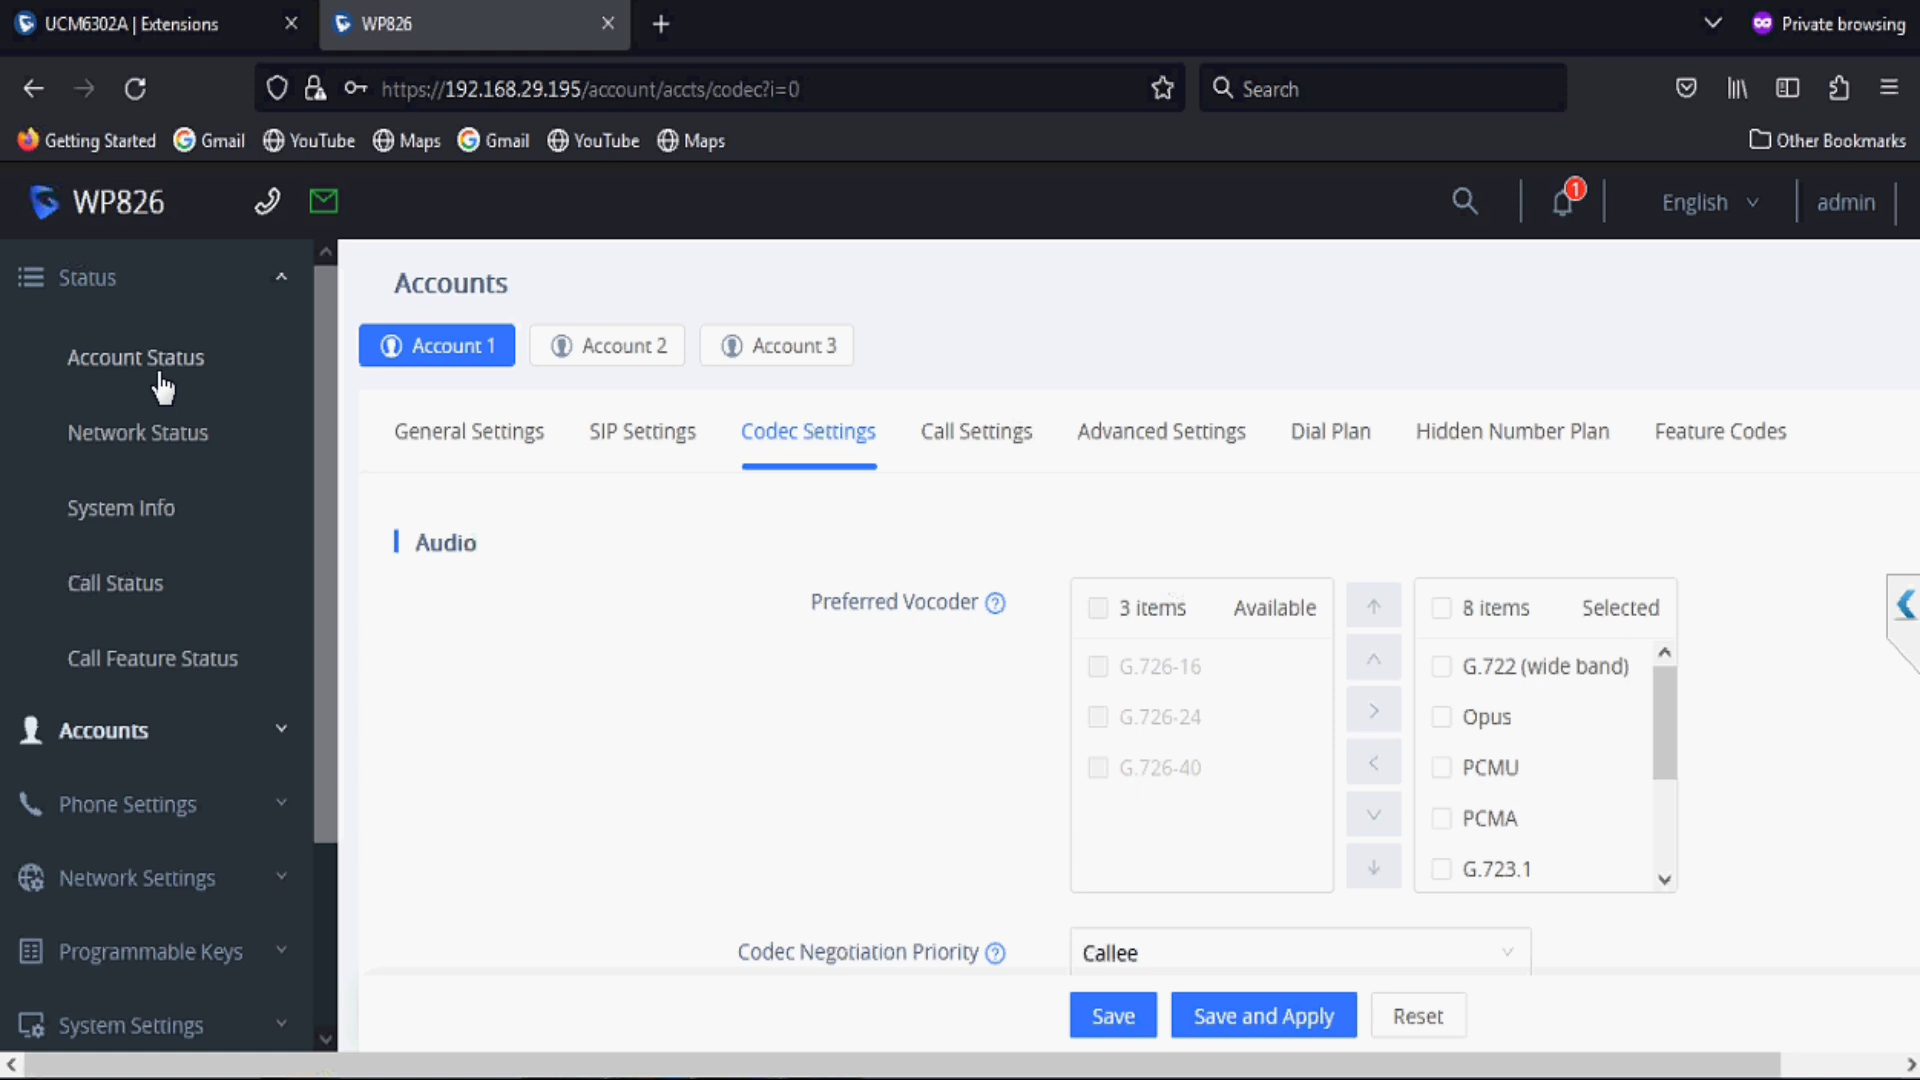 UCM6302A | Extensions
WP826
Private browsing
https://192.168.29.195/account/accts/codec?i=0
Search
Getting Started
Gmail
YouTube
Maps
Gmail
YouTube
Maps
Other Bookmarks
WP826
1
English
admin
Status
Account Status
Network Status
System Info
Call Status
Call Feature Status
Accounts
Phone Settings
Network Settings
Programmable Keys
System Settings
Accounts
Account 1
Account 2
Account 3
General Settings
SIP Settings
Codec Settings
Call Settings
Advanced Settings
Dial Plan
Hidden Number Plan
Feature Codes
Audio
Preferred Vocoder ?
3 items Available
G.726-16
G.726-24
G.726-40
8 items Selected
G.722 (wide band)
Opus
PCMU
PCMA
G.723.1
Codec Negotiation Priority ?
Callee
Save
Save and Apply
Reset